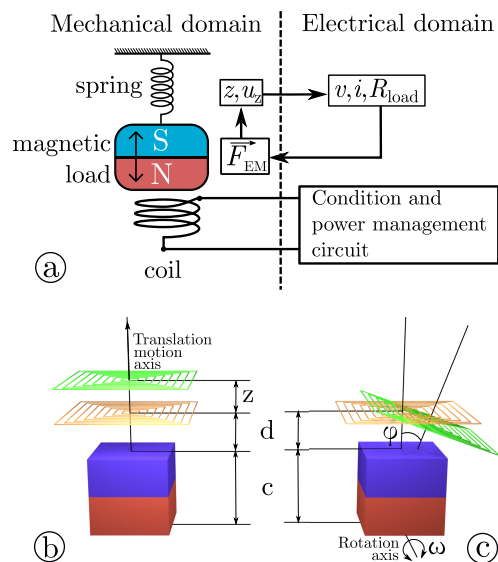 Mechanical domain
Electrical domain
spring
z, u_z
v, i, R_load
magnetic
load
S
N
F_EM
Condition and
power management
circuit
coil
a
Translation
motion
axis
z
d
φ
c
Rotation
axis
ω
b
c